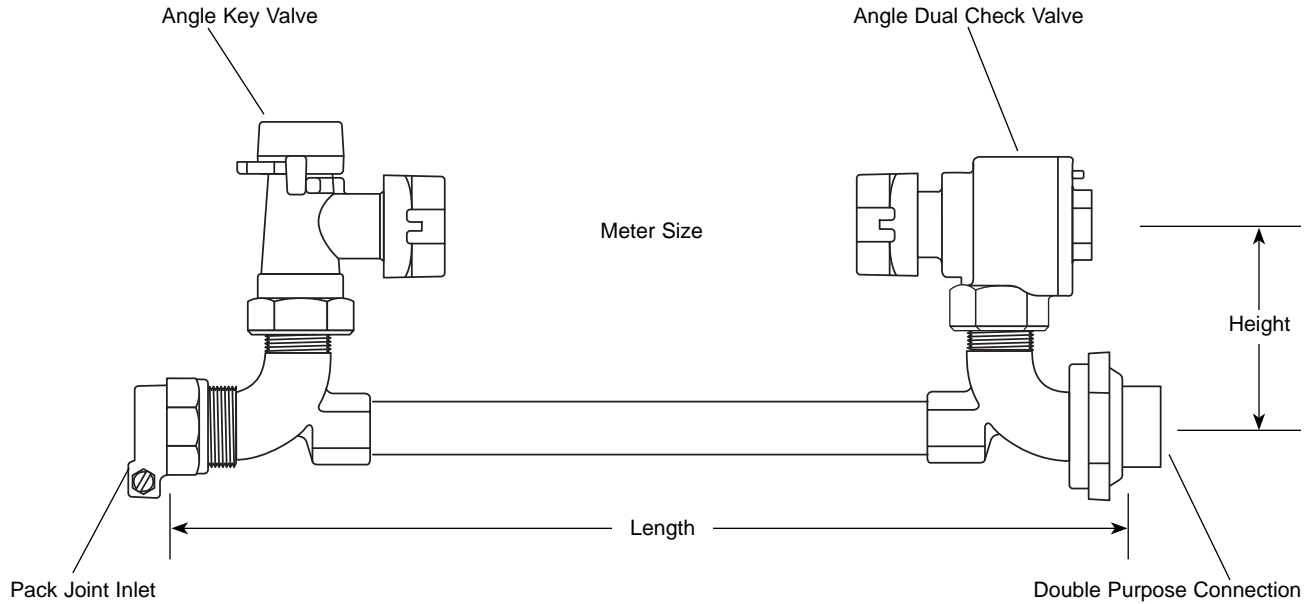 Angle Key Valve
Angle Dual Check Valve
Meter Size
Height
Length
Pack Joint Inlet
Double Purpose Connection